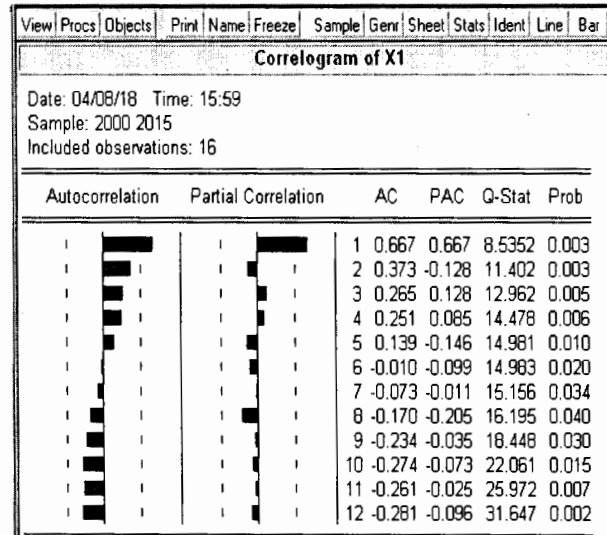 View Procs Objects Print Name Freeze Sample Genr Sheet Stats Ident Line Bar
Correlogram of X1
Date: 04/08/18 Time: 15:59
Sample: 2000 2015
Included observations: 16
Autocorrelation Partial Correlation AC PAC Q-Stat Prob
1 0.667 0.667 8.5352 0.003
2 0.373 -0.128 11.402 0.003
3 0.265 0.128 12.962 0.005
4 0.251 0.085 14.478 0.006
5 0.139 -0.146 14.981 0.010
6 -0.010 -0.099 14.983 0.020
7 -0.073 -0.011 15.156 0.034
8 -0.170 -0.205 16.195 0.040
9 -0.234 -0.035 18.448 0.030
10 -0.274 -0.073 22.061 0.015
11 -0.261 -0.025 25.972 0.007
12 -0.281 -0.096 31.647 0.002